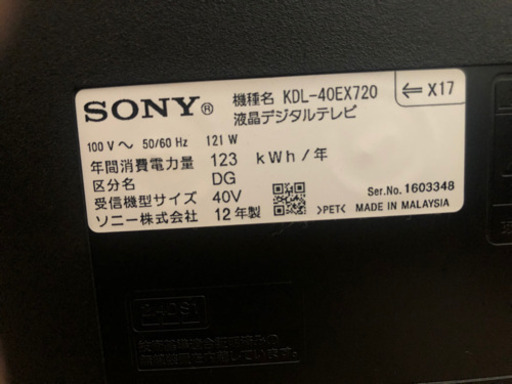 SONY® 機種名 KDL-40EX720
液晶デジタルテレビ
⇐X17
100 V～ 50/60 Hz 121 W
年間消費電力量 123 kWh/年
区分名 DG
受信機型サイズ 40V
ソニー株式会社 12年製
Ser.No. 1603348
>PET< MADE IN MALAYSIA